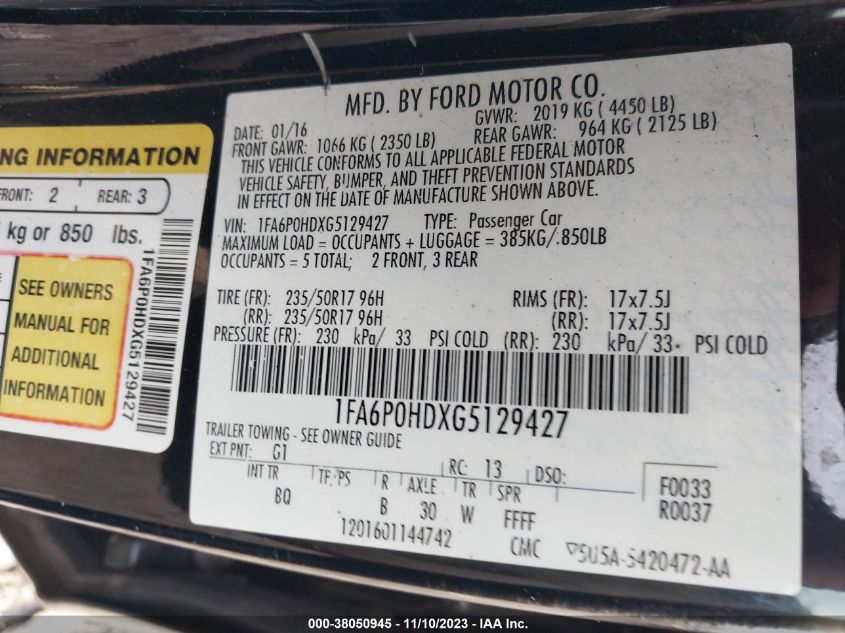 NG INFORMATION
FRONT: 2 REAR: 3
kg or 850 lbs.
SEE OWNERS
MANUAL FOR
ADDITIONAL
INFORMATION
1FA6P0HDXG5129427
MFD. BY FORD MOTOR CO.
DATE: 01/16 GVWR: 2019 KG ( 4450 LB)
FRONT GAWR: 1066 KG ( 2350 LB) REAR GAWR: 964 KG ( 2125 LB)
THIS VEHICLE CONFORMS TO ALL APPLICABLE FEDERAL MOTOR
VEHICLE SAFETY, BUMPER, AND THEFT PREVENTION STANDARDS
IN EFFECT ON THE DATE OF MANUFACTURE SHOWN ABOVE.
VIN: 1FA6P0HDXG5129427 TYPE: Passenger Car
MAXIMUM LOAD = OCCUPANTS + LUGGAGE = 385KG/ 850LB
OCCUPANTS = 5 TOTAL; 2 FRONT, 3 REAR
TIRE (FR): 235/50R17 96H RIMS (FR): 17x7.5J
(RR): 235/50R17 96H (RR): 17x7.5J
PRESSURE (FR): 230 kPa/ 33 PSI COLD (RR): 230 kPa/ 33 PSI COLD
1FA6P0HDXG5129427
TRAILER TOWING - SEE OWNER GUIDE
EXT PNT: G1 RC: 13 DSO:
INT TR TP/PS R AXLE TR SPR F0033
BQ B 30 W FFFF R0037
1201601144742 CMC 5U5A-5420472-AA
000-38050945 - 11/10/2023 - IAA Inc.